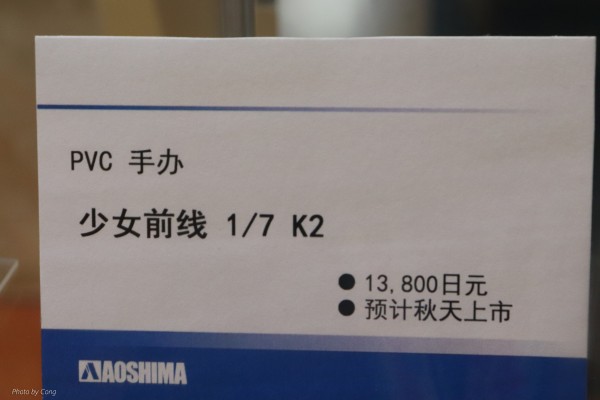 PVC 手办
少女前线 1/7 K2
● 13,800日元
● 预计秋天上市
AOSHIMA
Photo by Cong